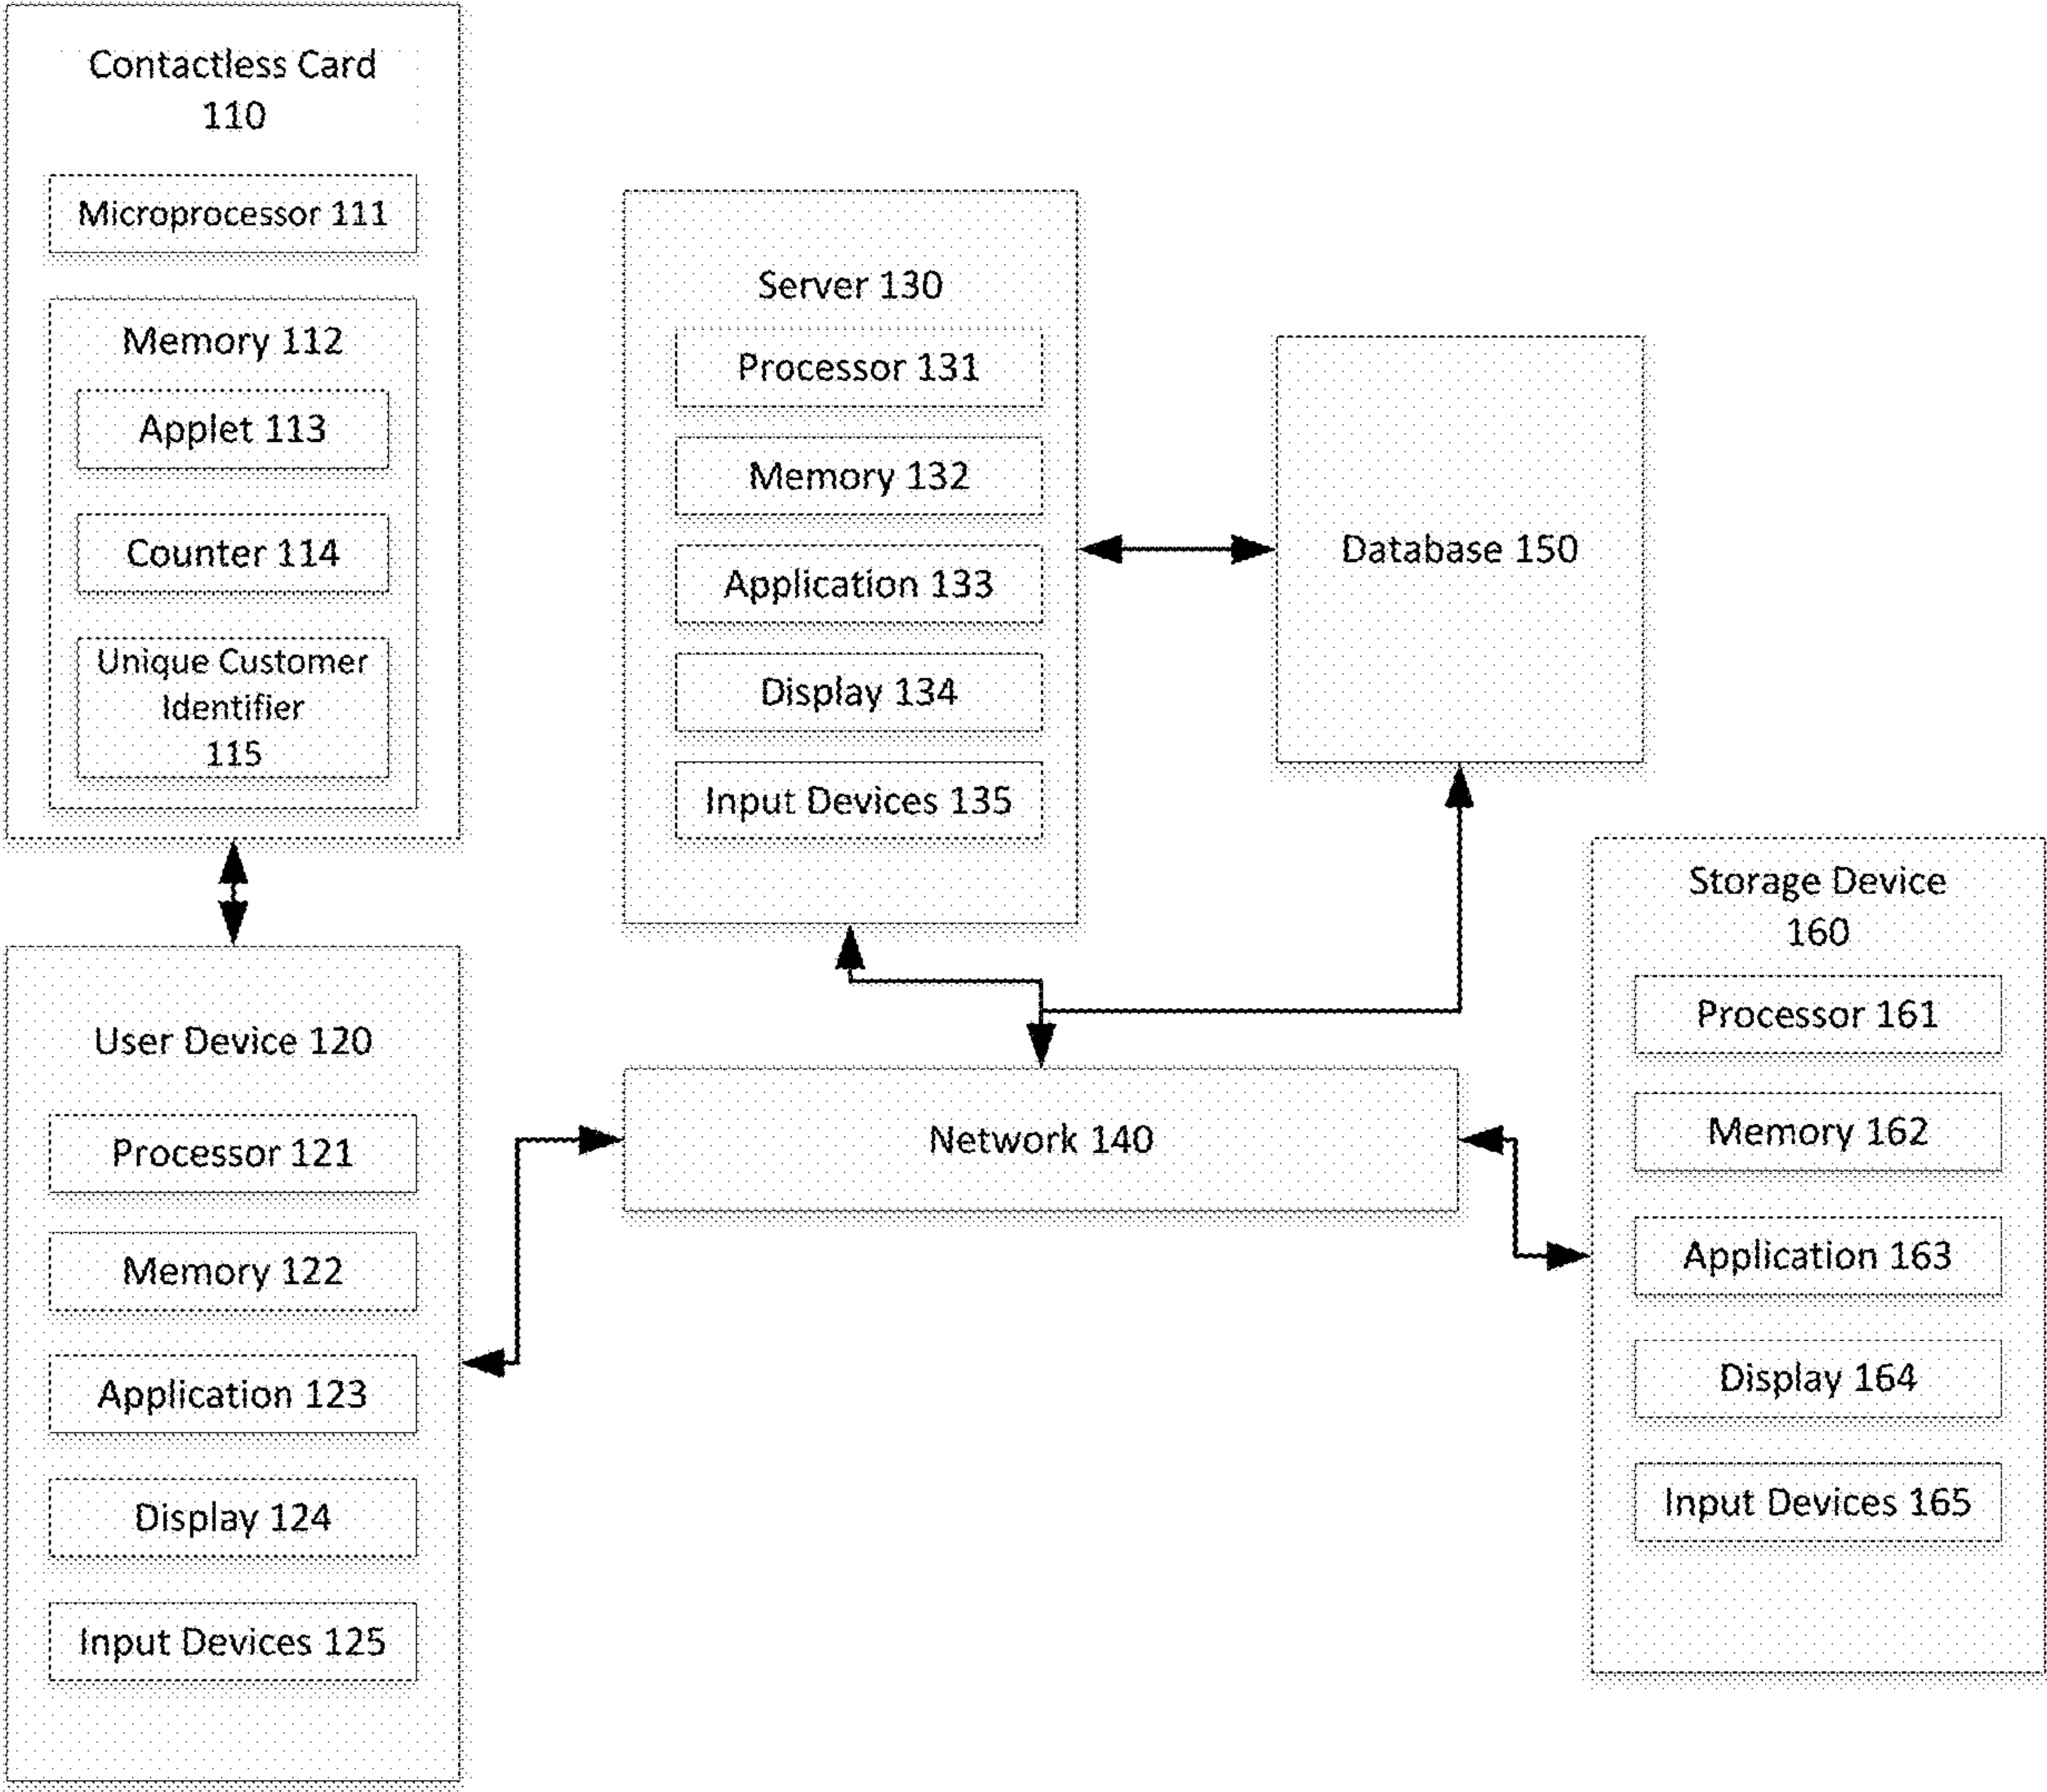 Contactless Card
110
Microprocessor 111
Memory 112
Applet 113
Counter 114
Unique Customer
Identifier
115
User Device 120
Processor 121
Memory 122
Application 123
Display 124
Input Devices 125
Server 130
Processor 131
Memory 132
Application 133
Display 134
Input Devices 135
Database 150
Network 140
Storage Device
160
Processor 161
Memory 162
Application 163
Display 164
Input Devices 165